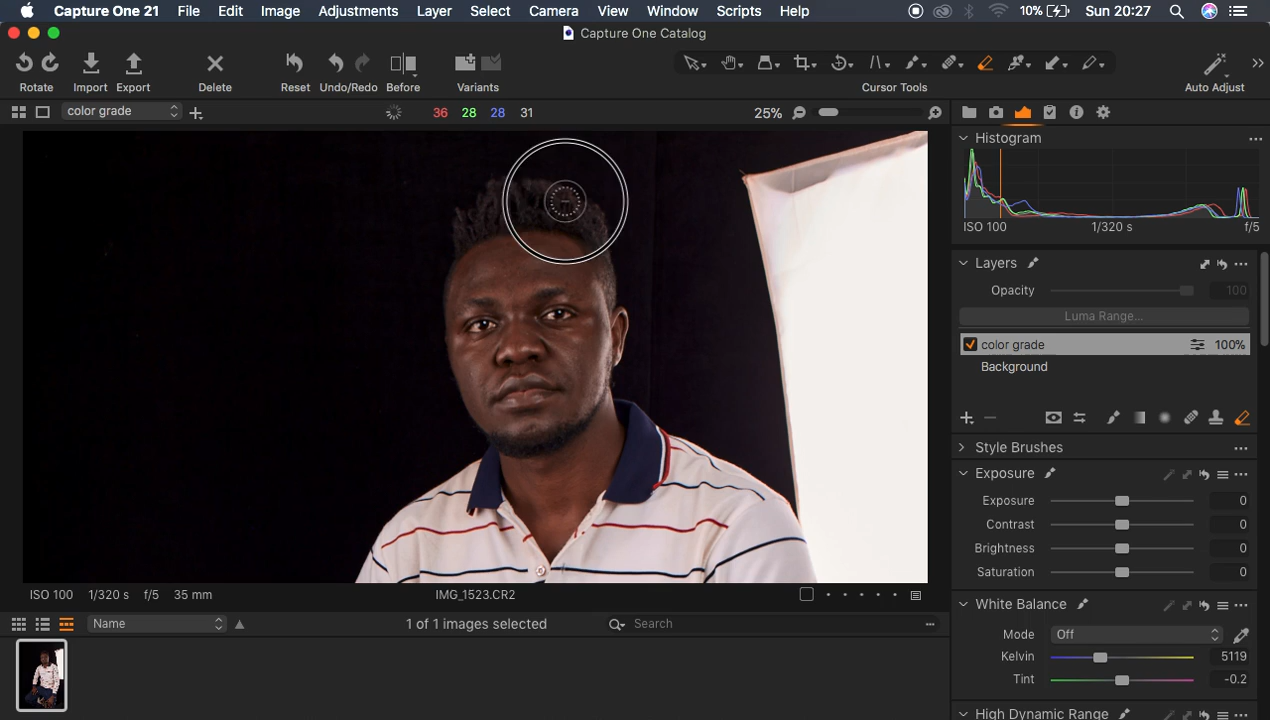 Capture One 21 File Edit Image Adjustments Layer Select Camera View Window Scripts Help 10% Sun 20:27
Capture One Catalog
Rotate Import Export Delete Reset Undo/Redo Before Variants Cursor Tools Auto Adjust
color grade 36 28 28 31 25%
Histogram
ISO 100 1/320 s f/5
Layers
Opacity 100
Luma Range...
color grade 100%
Background
Style Brushes
Exposure
Exposure 0
Contrast 0
Brightness 0
Saturation 0
ISO 100 1/320 s f/5 35 mm IMG_1523.CR2
White Balance
Name 1 of 1 images selected Search
Mode Off
Kelvin 5119
Tint -0.2
High Dynamic Range